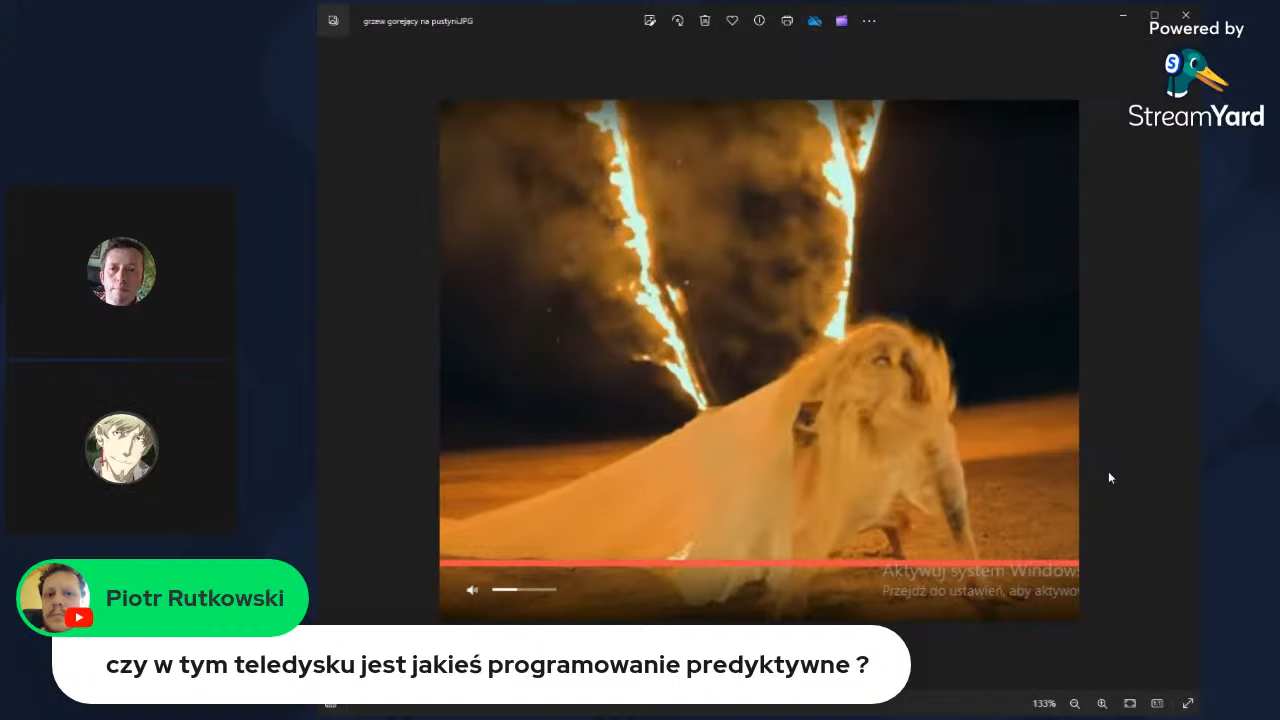 grzew gorejący na pustyni.JPG
Powered by
S
StreamYard
Aktywuj system Windows
Przejdź do ustawień, aby aktywow
Piotr Rutkowski
czy w tym teledysku jest jakieś programowanie predyktywne ?
133%